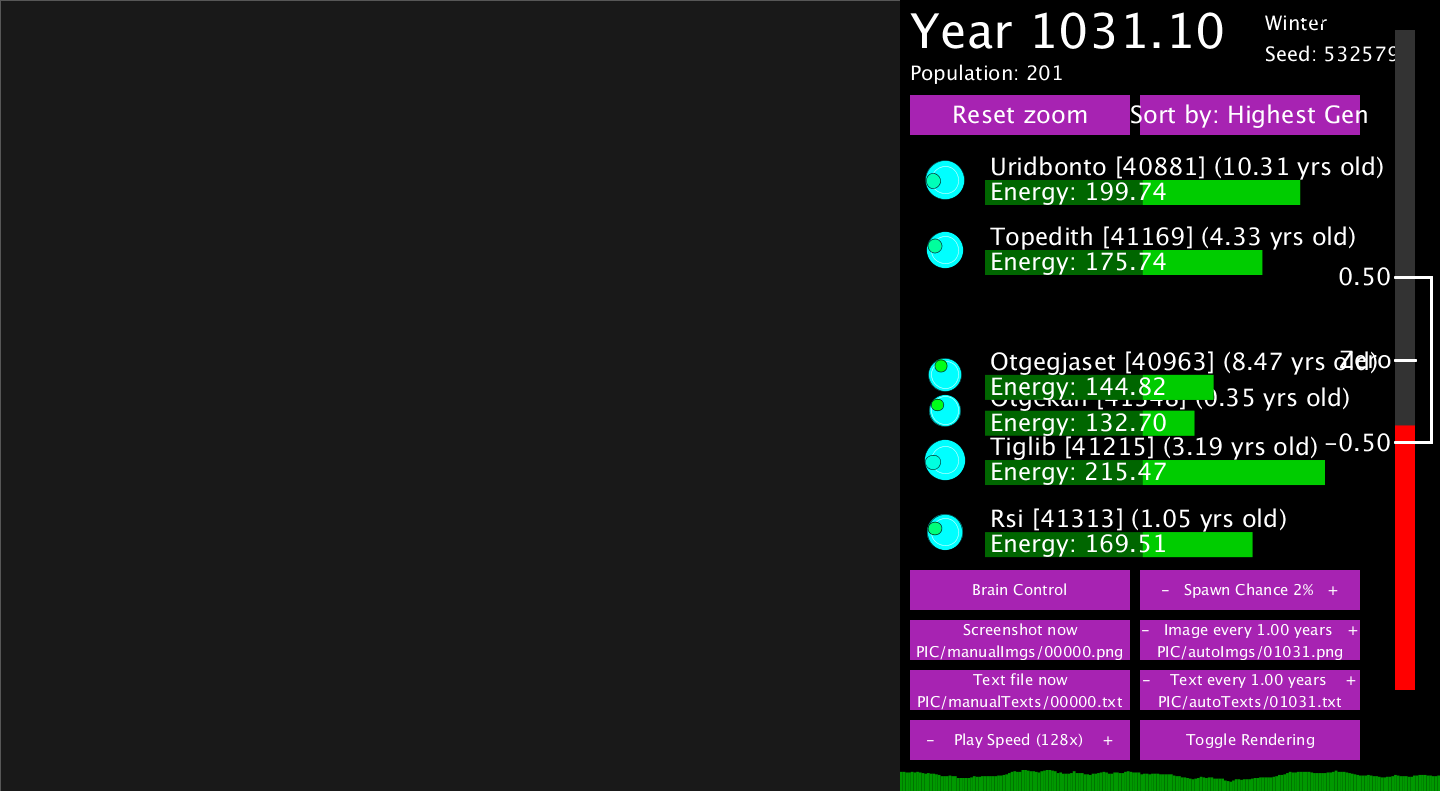 Year 1031.10
Winter
Seed: 532579
Population: 201
Reset zoom
Sort by: Highest Gen
Uridbonto [40881] (10.31 yrs old)
Energy: 199.74
Topedith [41169] (4.33 yrs old)
Energy: 175.74
0.50
Otgegjaset [40963] (8.47 yrs old)
Zero
Energy: 144.82
(0.35 yrs old)
Energy: 132.70
Tiglib [41215] (3.19 yrs old)
-0.50
Energy: 215.47
Rsi [41313] (1.05 yrs old)
Energy: 169.51
Brain Control
- Spawn Chance 2% +
Screenshot now
PIC/manualImgs/00000.png
- Image every 1.00 years +
PIC/autoImgs/01031.png
Text file now
PIC/manualTexts/00000.txt
- Text every 1.00 years +
PIC/autoTexts/01031.txt
- Play Speed (128x) +
Toggle Rendering